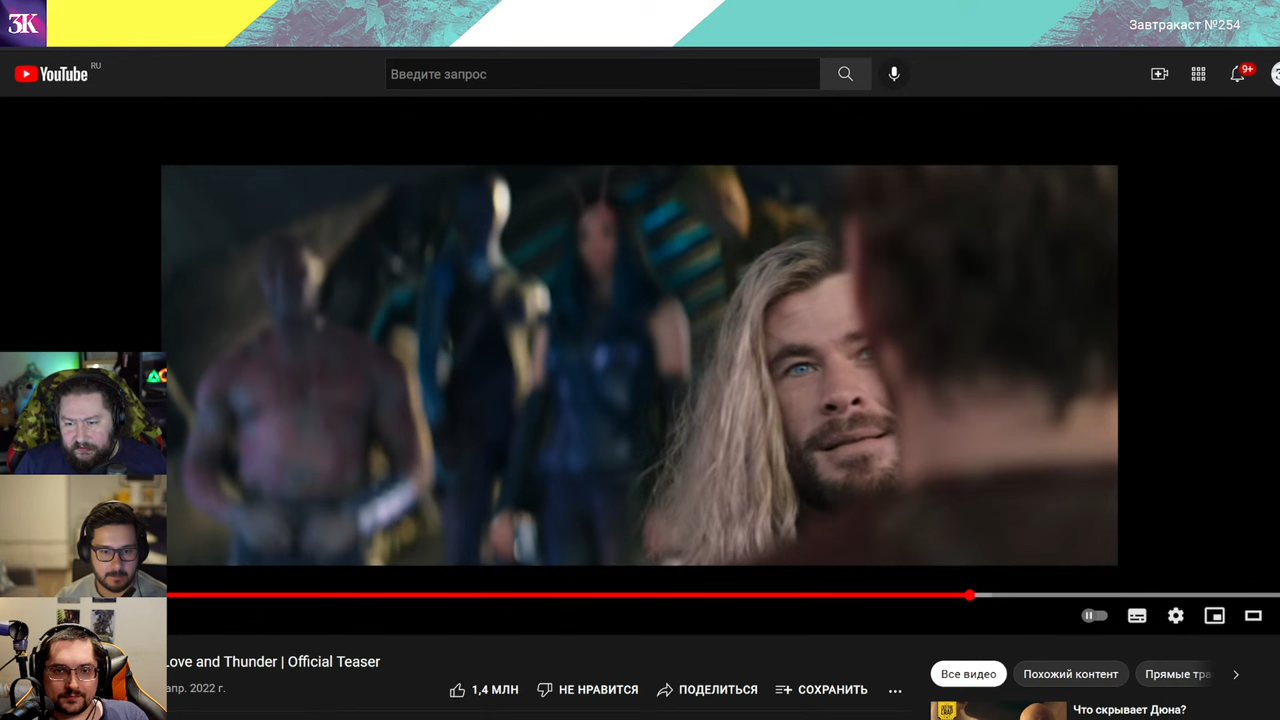 ЗК
Завтракаст №254
YouTube
RU
Введите запрос
9+
Love and Thunder | Official Teaser
апр. 2022 г.
1,4 МЛН
НЕ НРАВИТСЯ
ПОДЕЛИТЬСЯ
СОХРАНИТЬ
Все видео
Похожий контент
Прямые тра
Что скрывает Дюна?